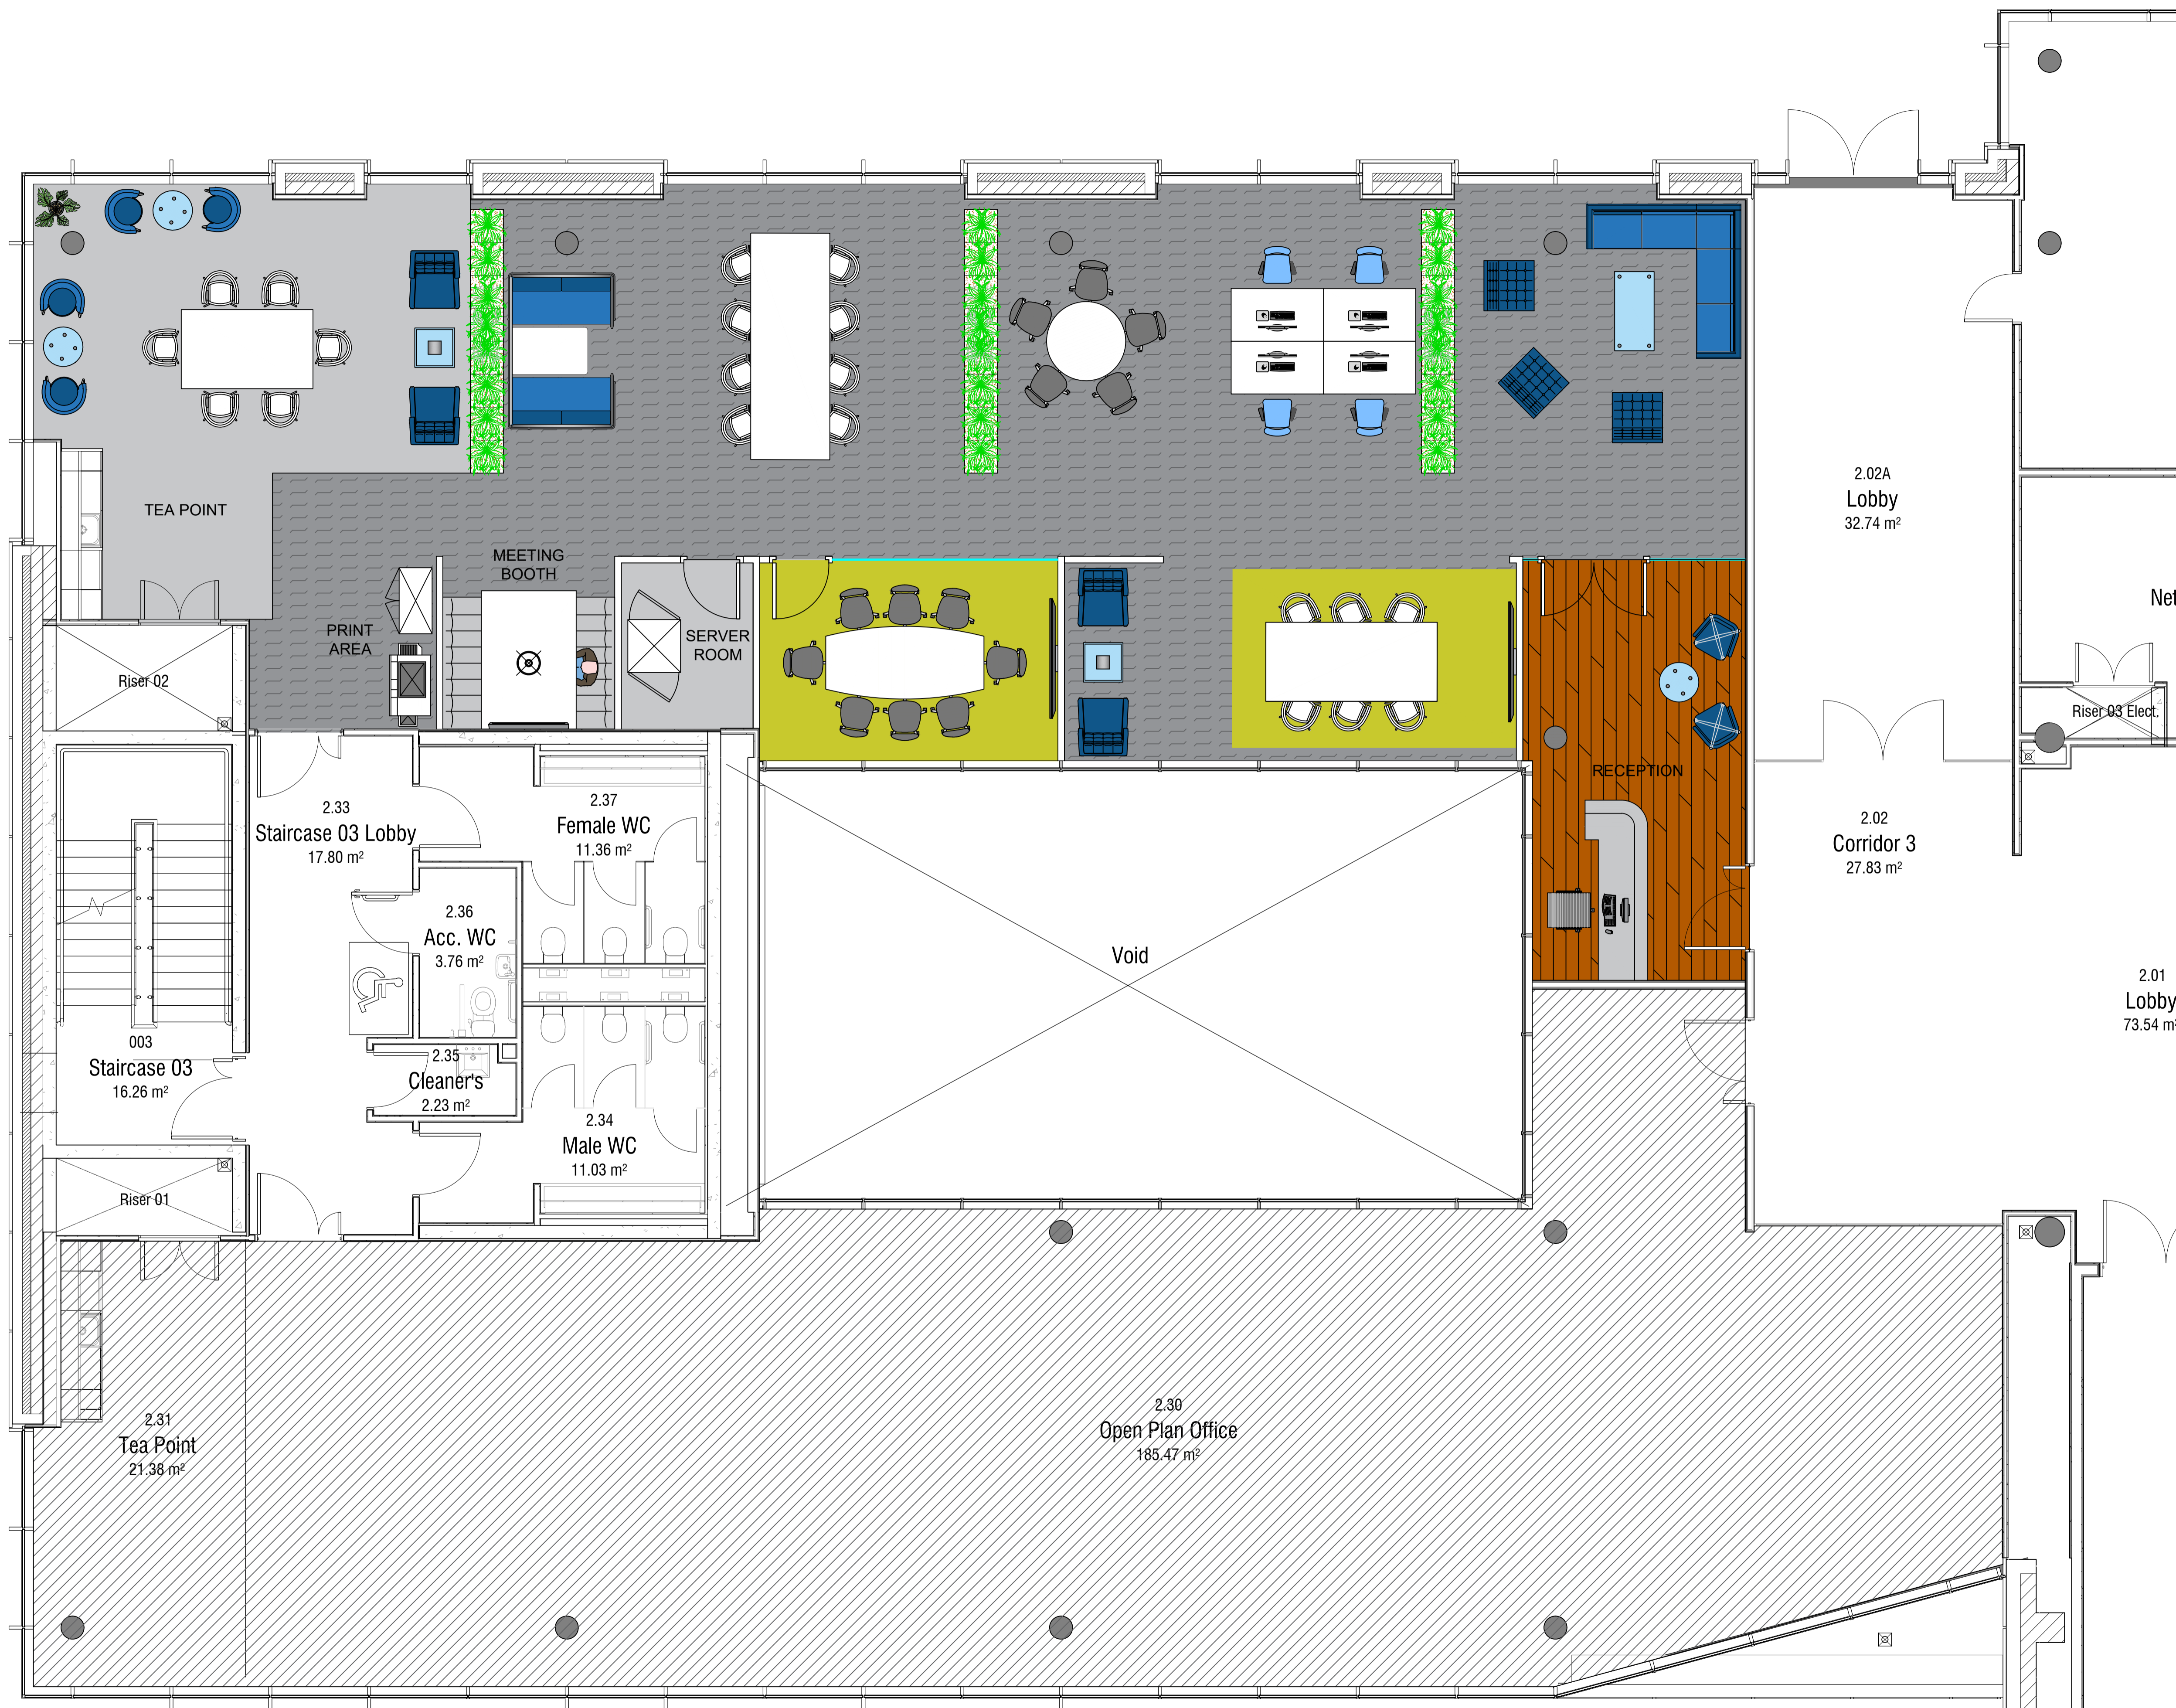 2.02A
Lobby
32.74 m²
TEA POINT
MEETING
BOOTH
PRINT
AREA
SERVER
ROOM
Net
Riser 02
Riser 03 Elect.
RECEPTION
2.33
Staircase 03 Lobby
17.80 m²
2.37
Female WC
11.36 m²
2.02
Corridor 3
27.83 m²
2.36
Acc. WC
3.76 m²
Void
2.01
Lobby
73.54 m²
003
Staircase 03
16.26 m²
2.35
Cleaner's
2.23 m²
2.34
Male WC
11.03 m²
Riser 01
2.31
Tea Point
21.38 m²
2.30
Open Plan Office
185.47 m²